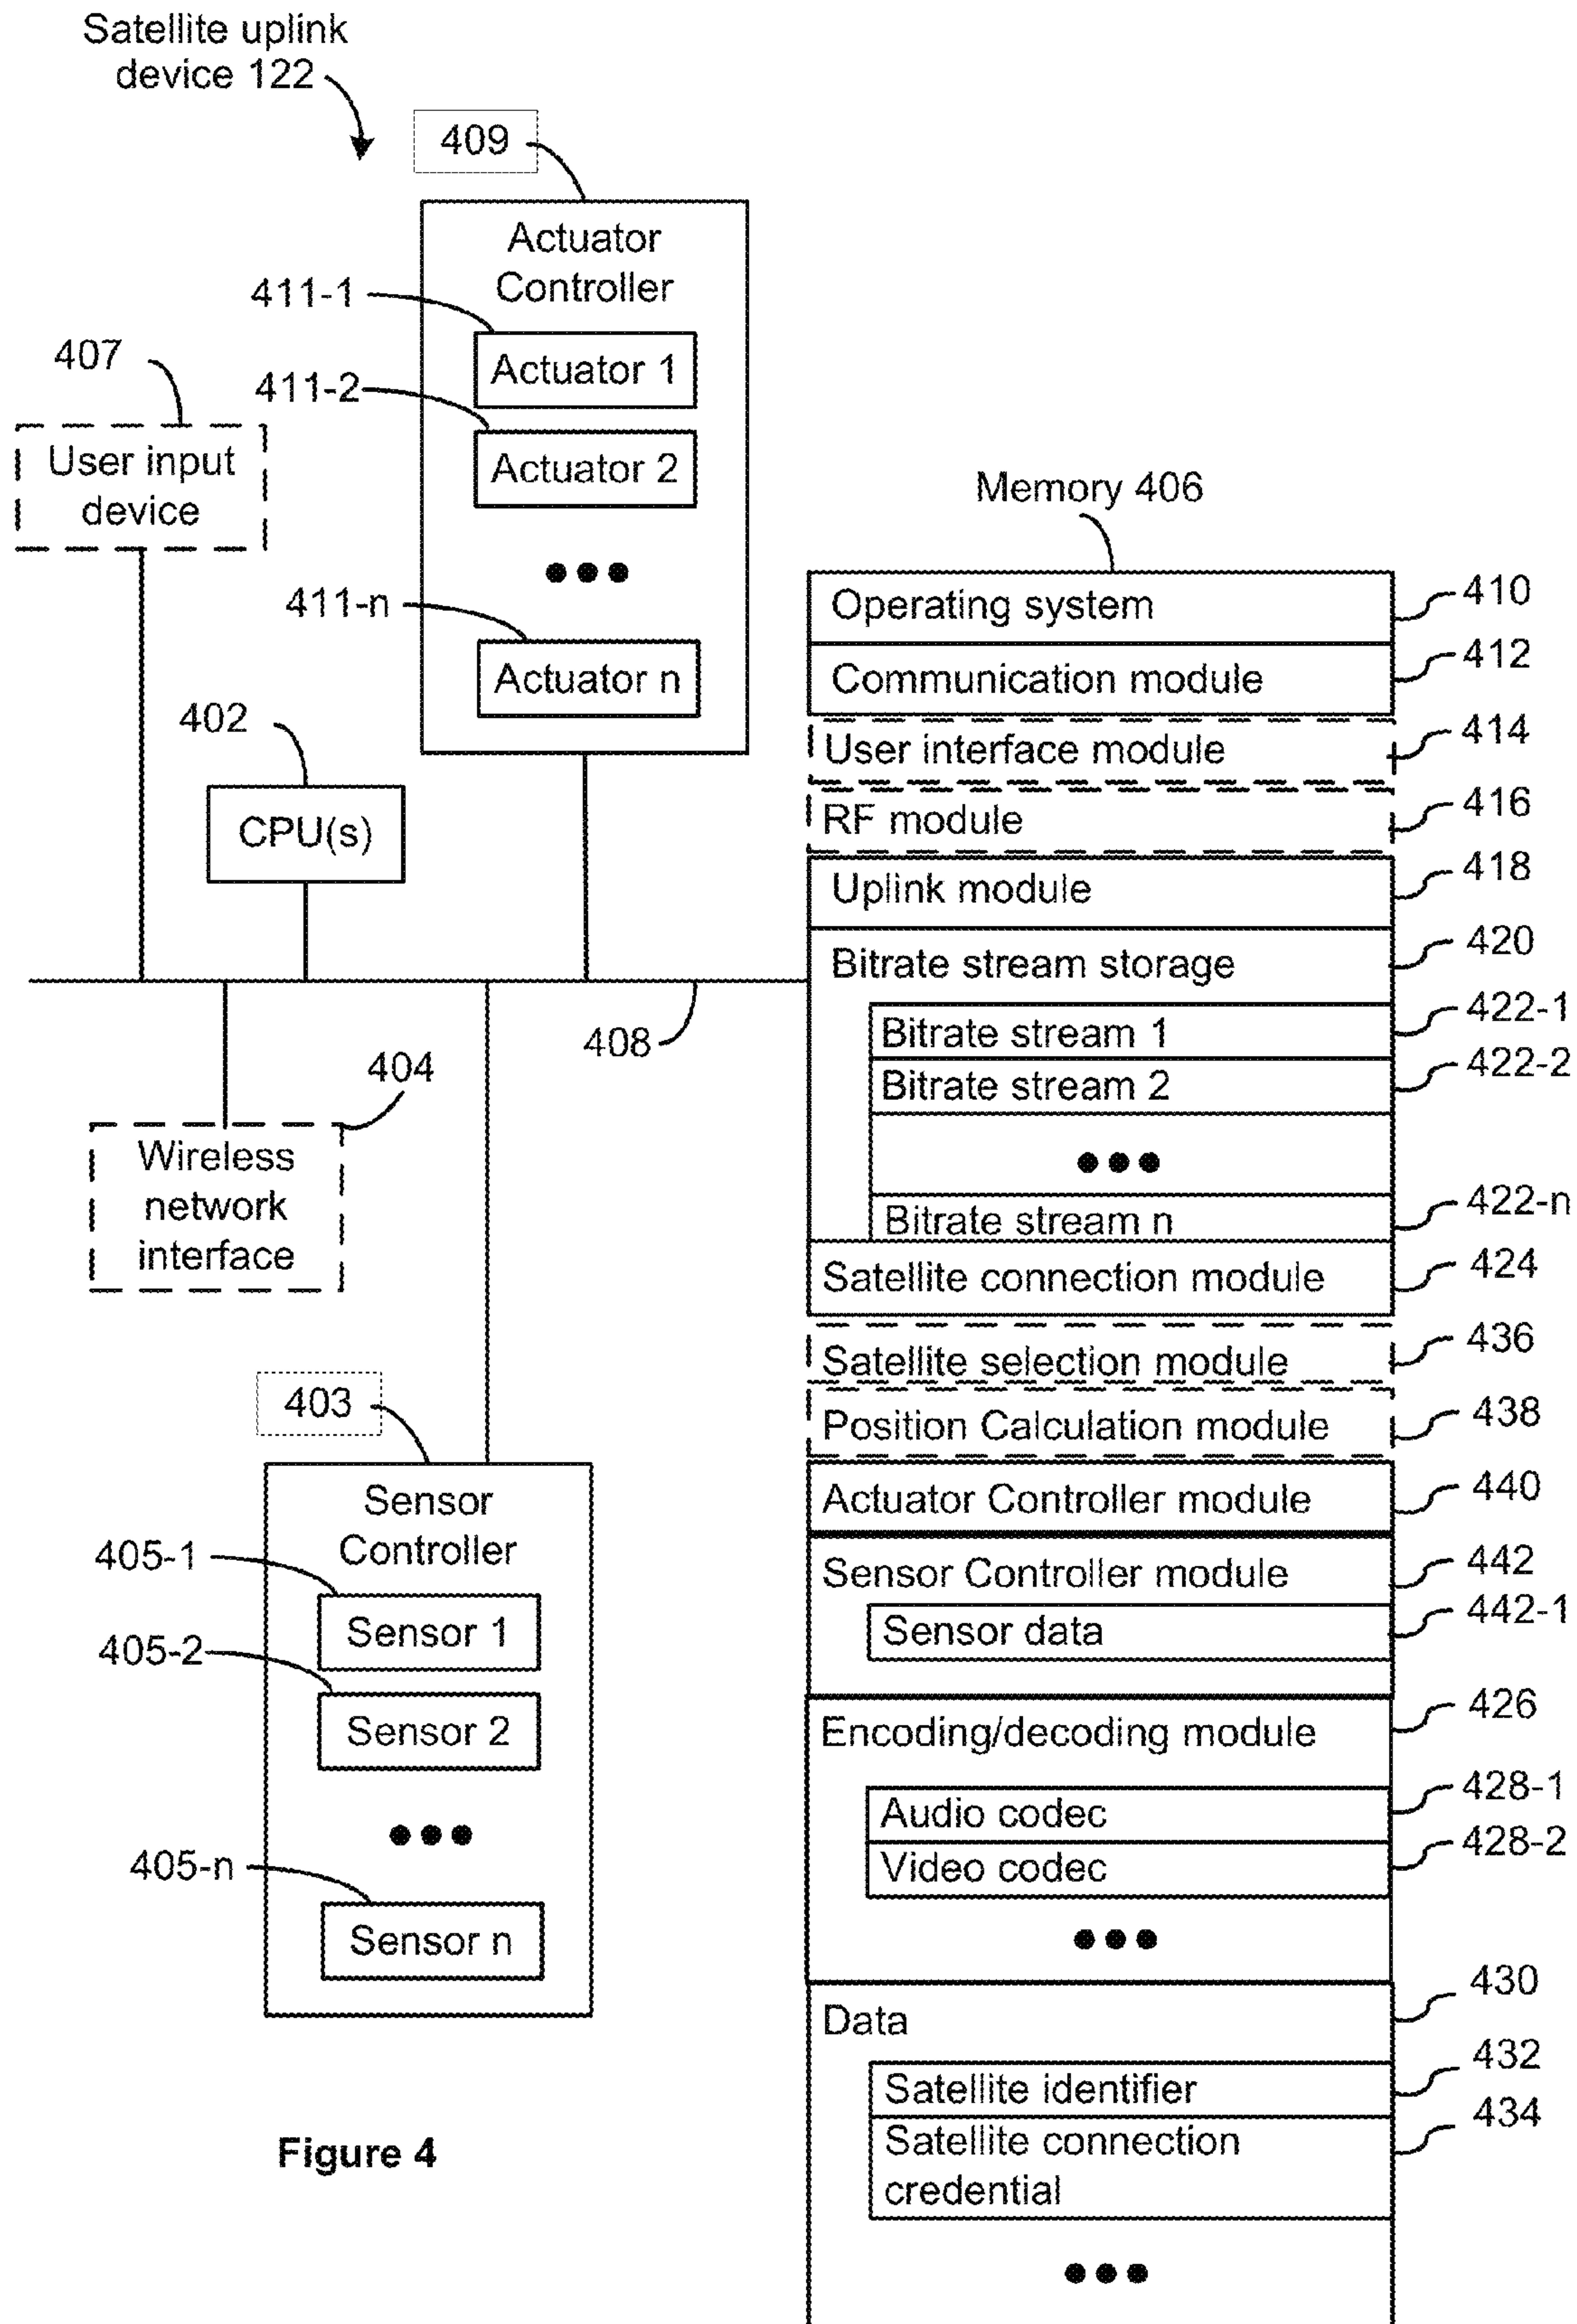 Satellite uplink
device 122
409
Actuator
Controller
411-1
Actuator 1
411-2
Actuator 2
411-n
Actuator n
407
User input
device
402
CPU(s)
408
404
Wireless
network
interface
403
Sensor
Controller
405-1
Sensor 1
405-2
Sensor 2
405-n
Sensor n
Memory 406
Operating system
410
Communication module
412
User interface module
414
RF module
416
Uplink module
418
Bitrate stream storage
420
Bitrate stream 1
422-1
Bitrate stream 2
422-2
Bitrate stream n
422-n
Satellite connection module
424
Satellite selection module
436
Position Calculation module
438
Actuator Controller module
440
Sensor Controller module
442
Sensor data
442-1
Encoding/decoding module
426
Audio codec
428-1
Video codec
428-2
Data
430
Satellite identifier
432
Satellite connection
credential
434
Figure 4